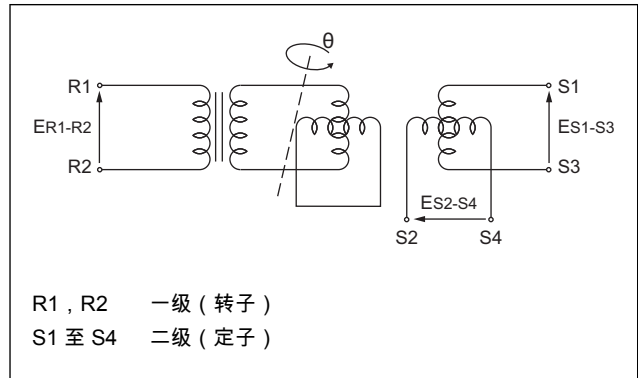 θ
R1
S1
ER1-R2
ES1-S3
R2
S3
ES2-S4
S2
S4
R1，R2 一级（转子）
S1 至 S4 二级（定子）